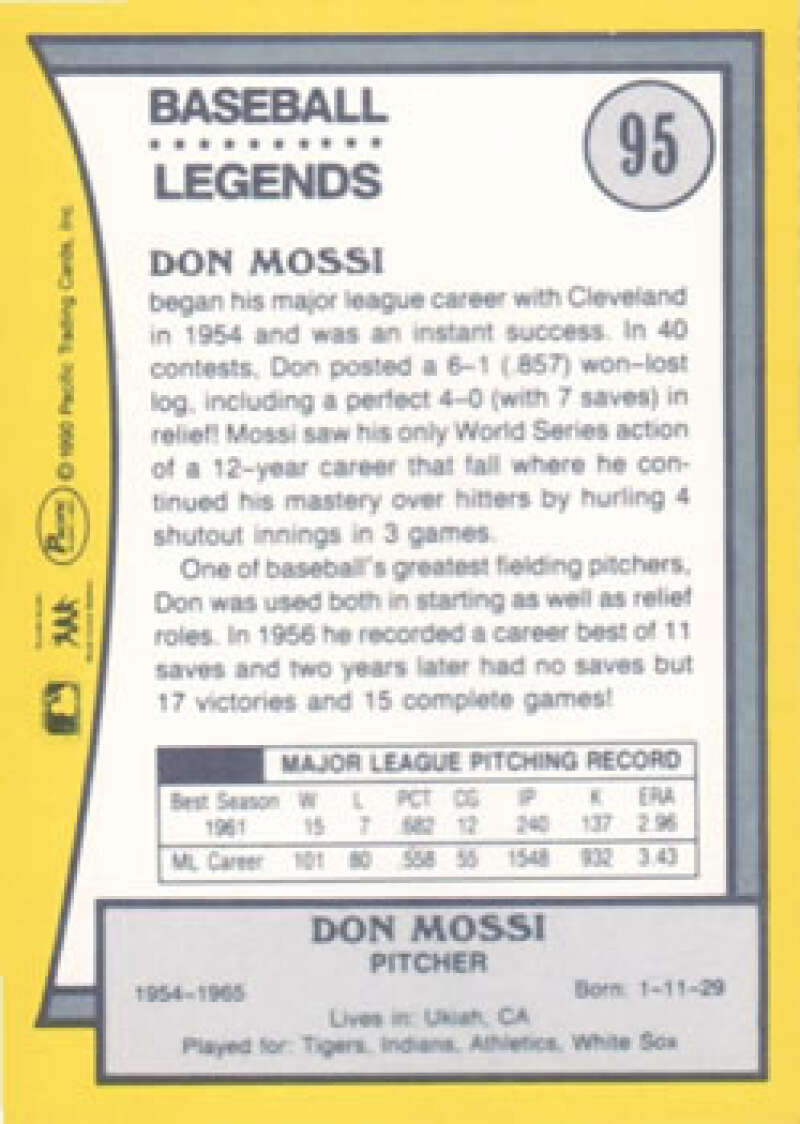 BASEBALL
LEGENDS
95
DON MOSSI
began his major league career with Cleveland
in 1954 and was an instant success. In 40
contests, Don posted a 6-1 (.857) won-lost
log, including a perfect 4-0 (with 7 saves) in
relief! Mossi saw his only World Series action
of a 12-year career that fall where he con-
tinued his mastery over hitters by hurling 4
shutout innings in 3 games.
One of baseball's greatest fielding pitchers,
Don was used both in starting as well as relief
roles. In 1956 he recorded a career best of 11
saves and two years later had no saves but
17 victories and 15 complete games!
MAJOR LEAGUE PITCHING RECORD
Best Season W L PCT CG IP K ERA
1961 15 7 .682 12 240 137 2.96
ML Career 101 80 .558 55 1548 932 3.43
DON MOSSI
PITCHER
1954-1965 Born: 1-11-29
Lives in: Ukiah, CA
Played for: Tigers, Indians, Athletics, White Sox
© 1990 Pacific Trading Cards, Inc.
Pacific